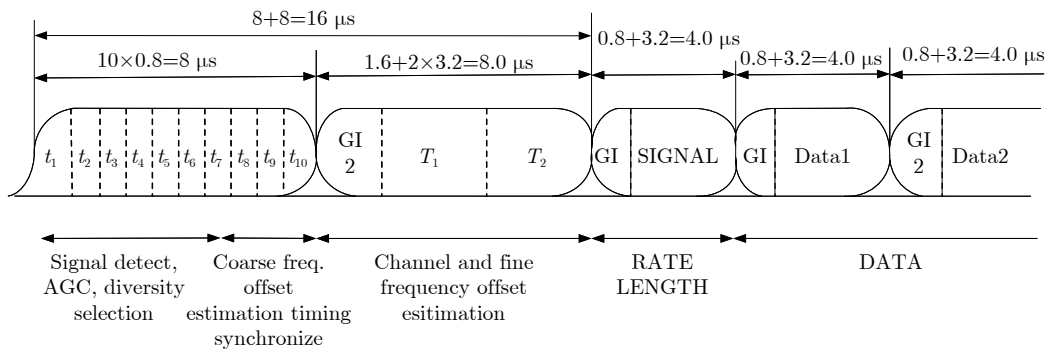 8+8=16 μs
0.8+3.2=4.0 μs
10×0.8=8 μs
1.6+2×3.2=8.0 μs
0.8+3.2=4.0 μs
0.8+3.2=4.0 μs
t1 t2 t3 t4 t5 t6 t7 t8 t9 t10
GI
2
T1
T2
GI
SIGNAL
GI
Data1
GI
2
Data2
Signal detect,
AGC, diversity
selection
Coarse freq.
offset
estimation timing
synchronize
Channel and fine
frequency offset
esitimation
RATE
LENGTH
DATA